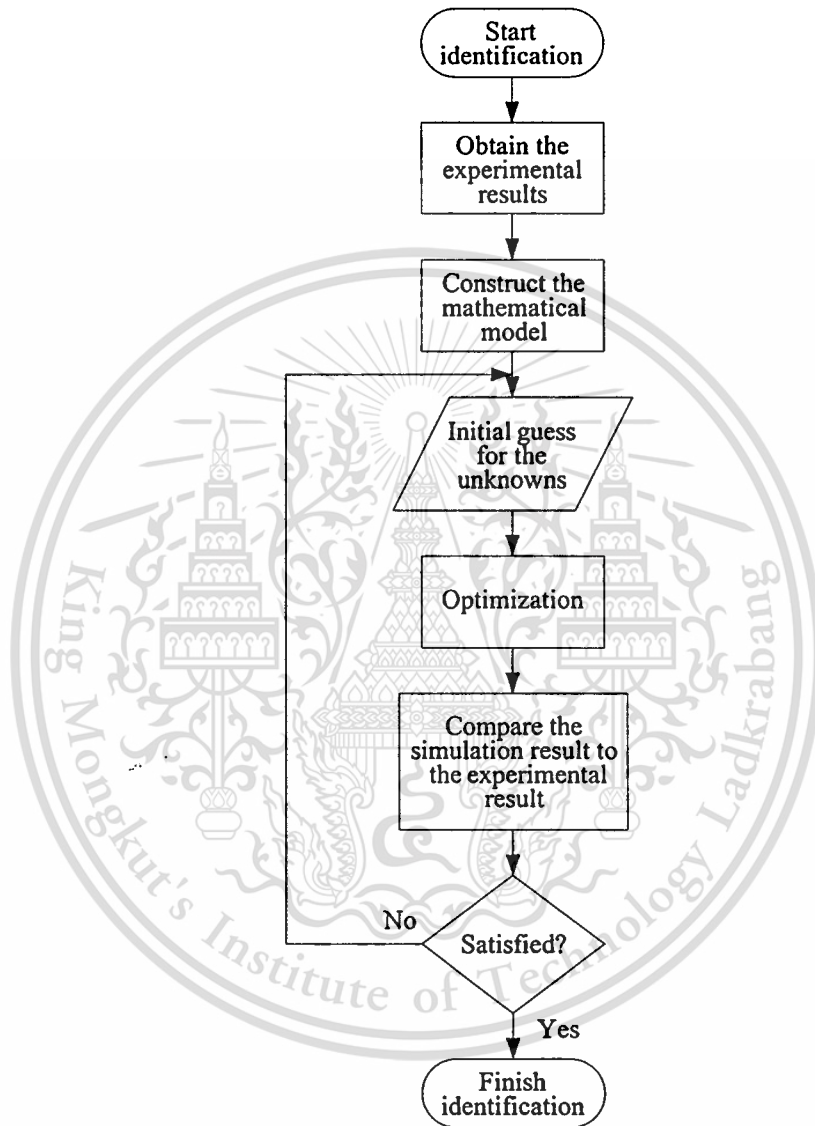 Start
identification
Obtain the
experimental
results
Construct the
mathematical
model
Initial guess
for the
unknowns
Optimization
Compare the
simulation result to
the experimental
result
No
Satisfied?
Yes
Finish
identification
King Mongkut's Institute of Technology Ladkrabang